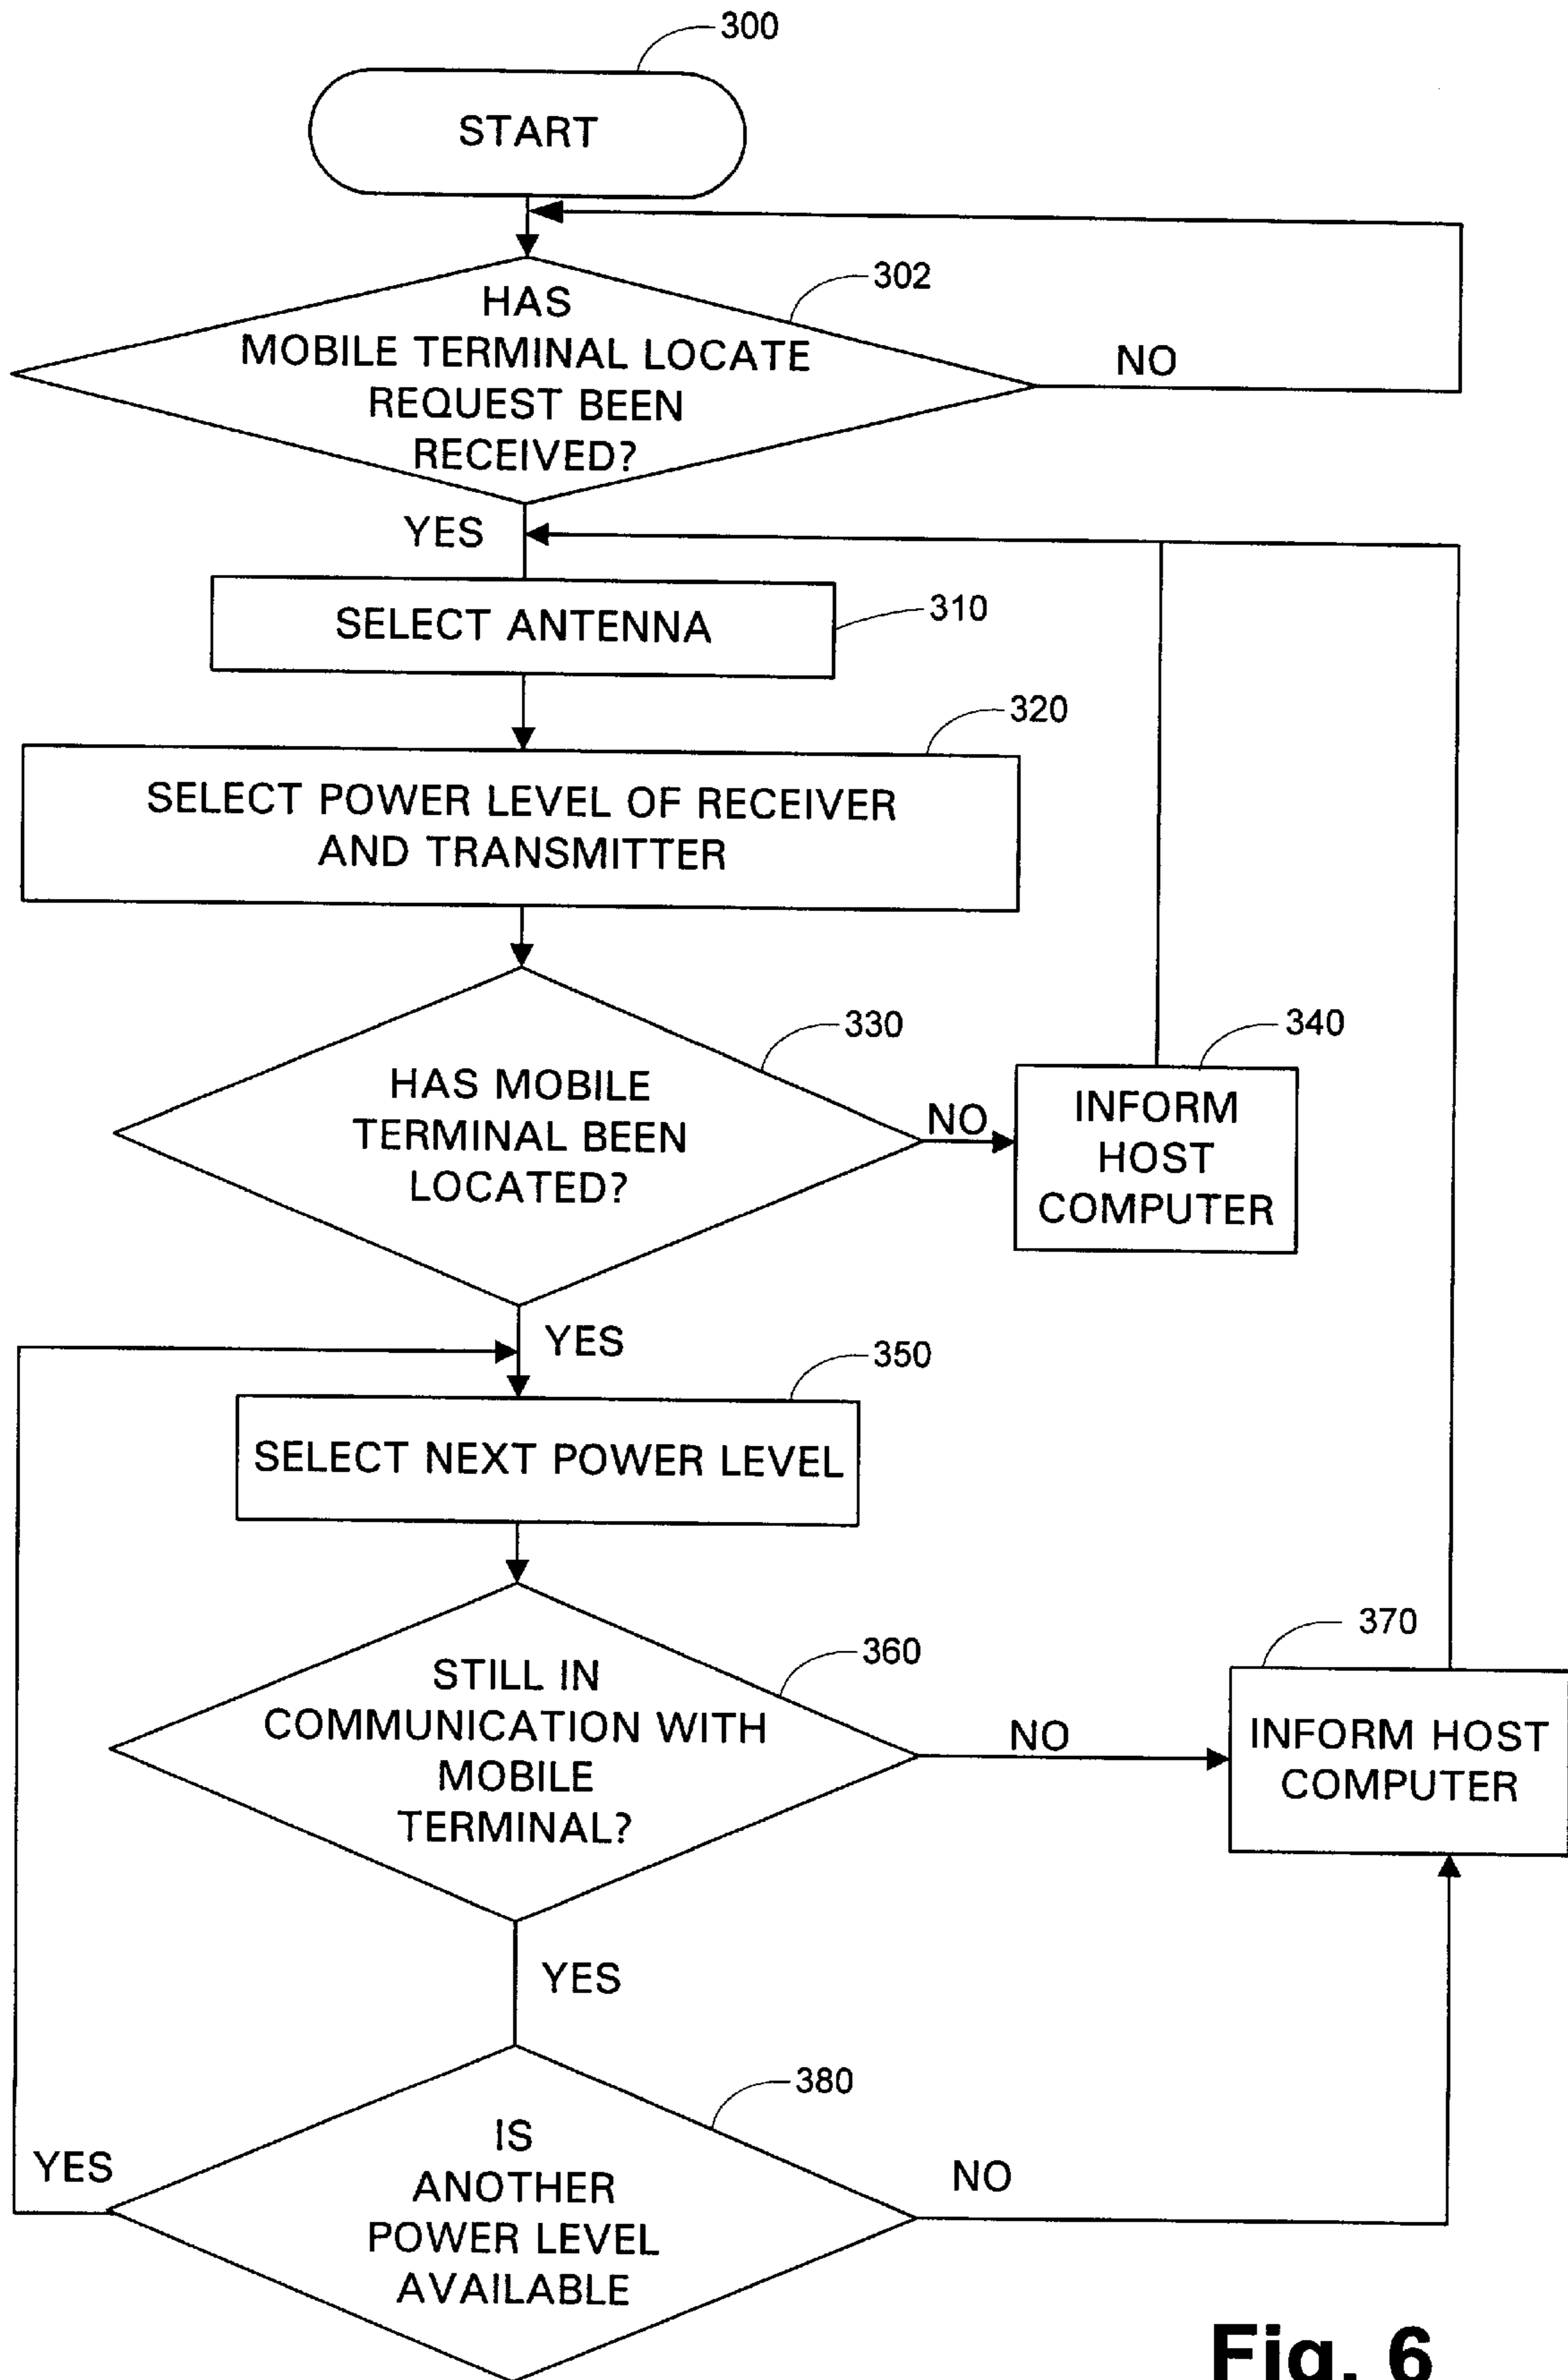 300
START
302
HAS
MOBILE TERMINAL LOCATE
REQUEST BEEN
RECEIVED?
NO
YES
310
SELECT ANTENNA
320
SELECT POWER LEVEL OF RECEIVER
AND TRANSMITTER
330
HAS MOBILE
TERMINAL BEEN
LOCATED?
NO
340
INFORM
HOST
COMPUTER
YES
350
SELECT NEXT POWER LEVEL
360
STILL IN
COMMUNICATION WITH
MOBILE
TERMINAL?
NO
370
INFORM HOST
COMPUTER
YES
380
IS
ANOTHER
POWER LEVEL
AVAILABLE
YES
NO
Fig. 6